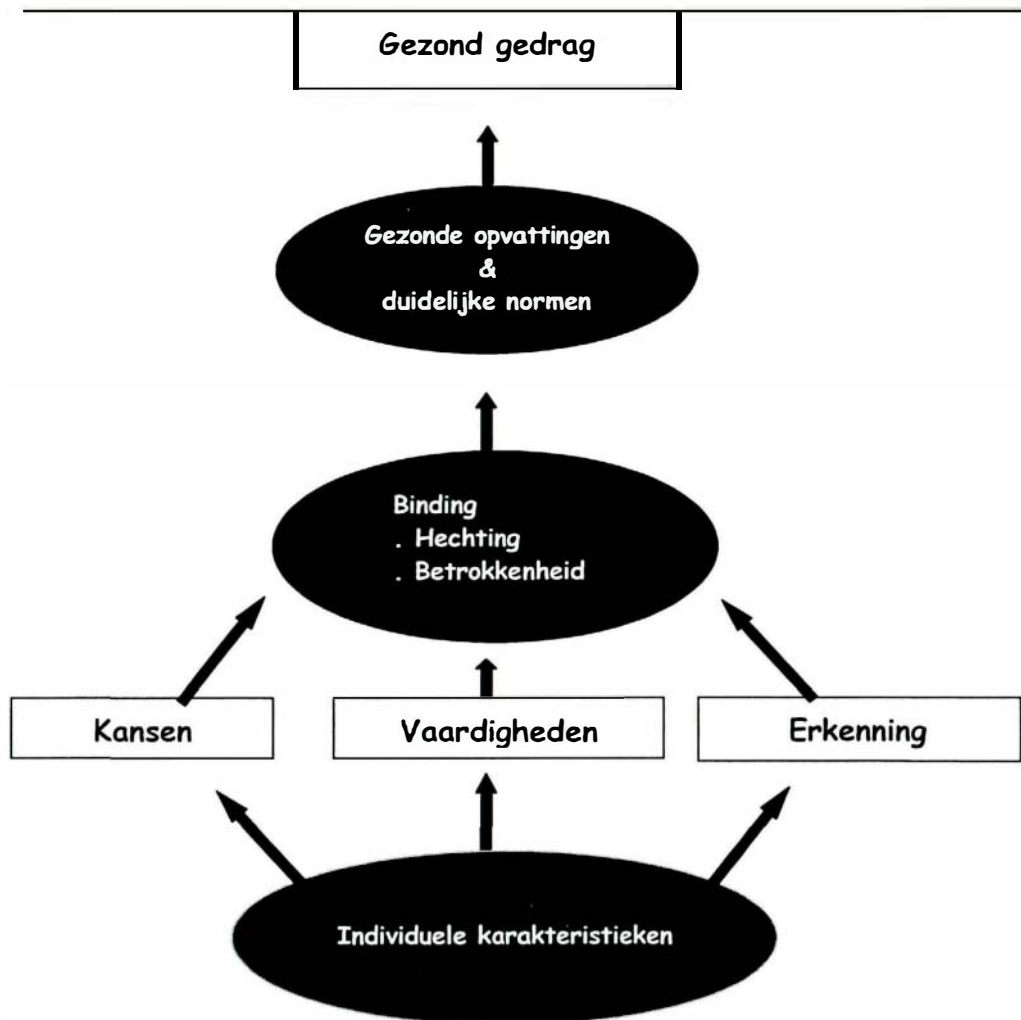 Gezond gedrag
Gezonde opvattingen
&
duidelijke normen
Binding
. Hechting
. Betrokkenheid
Kansen
Vaardigheden
Erkenning
Individuele karakteristieken